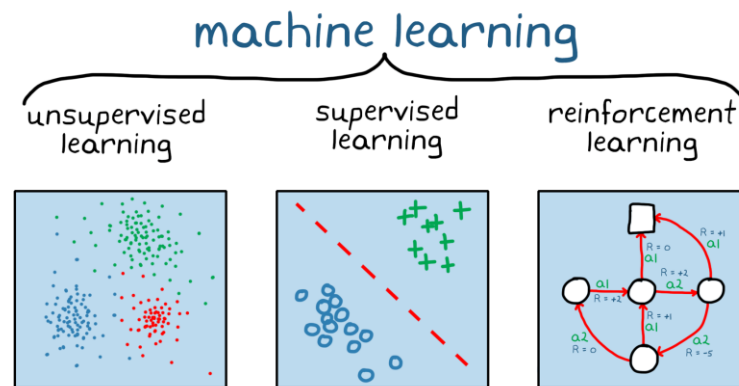 machine learning
unsupervised
learning
supervised
learning
reinforcement
learning
R = 0
a1
R = +1
a1
a1
R = +2
R = +2
a2
R = +1
a1
a2
R = 0
a2
R = -5